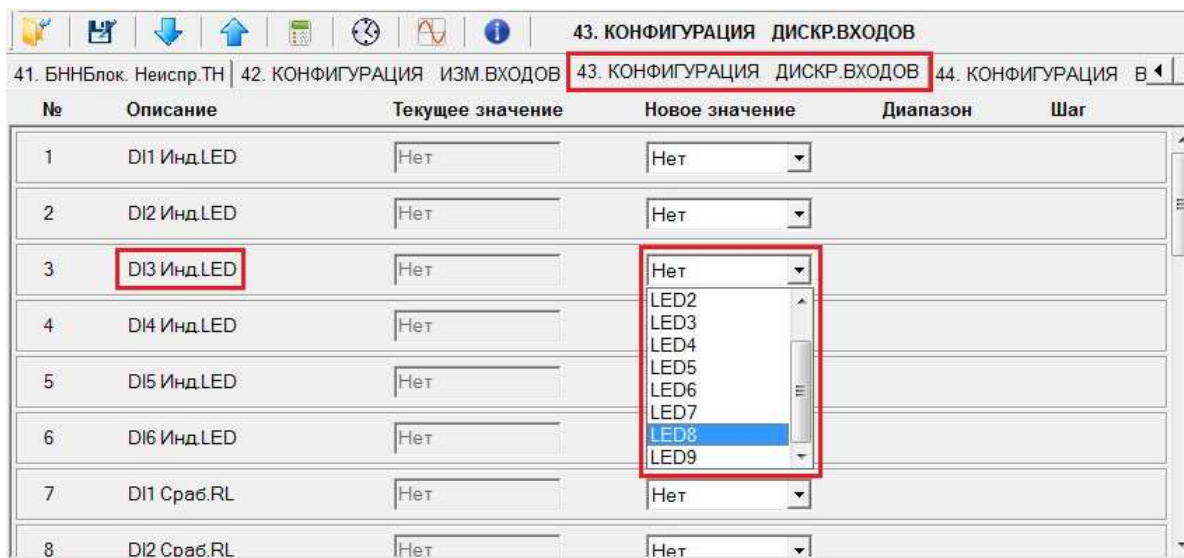 43. КОНФИГУРАЦИЯ ДИСКР.ВХОДОВ
41. БННБлок. Неиспр.ТН 42. КОНФИГУРАЦИЯ ИЗМ.ВХОДОВ 43. КОНФИГУРАЦИЯ ДИСКР.ВХОДОВ 44. КОНФИГУРАЦИЯ В
№ Описание Текущее значение Новое значение Диапазон Шаг
1 DI1 Инд.LED Нет Нет
2 DI2 Инд.LED Нет Нет
3 DI3 Инд.LED Нет Нет
LED2
LED3
4 DI4 Инд.LED Нет
LED4
LED5
5 DI5 Инд.LED Нет
LED6
LED7
6 DI6 Инд.LED Нет
LED8
LED9
7 DI1 Сраб.RL Нет Нет
8 DI2 Сраб.RL Нет Нет